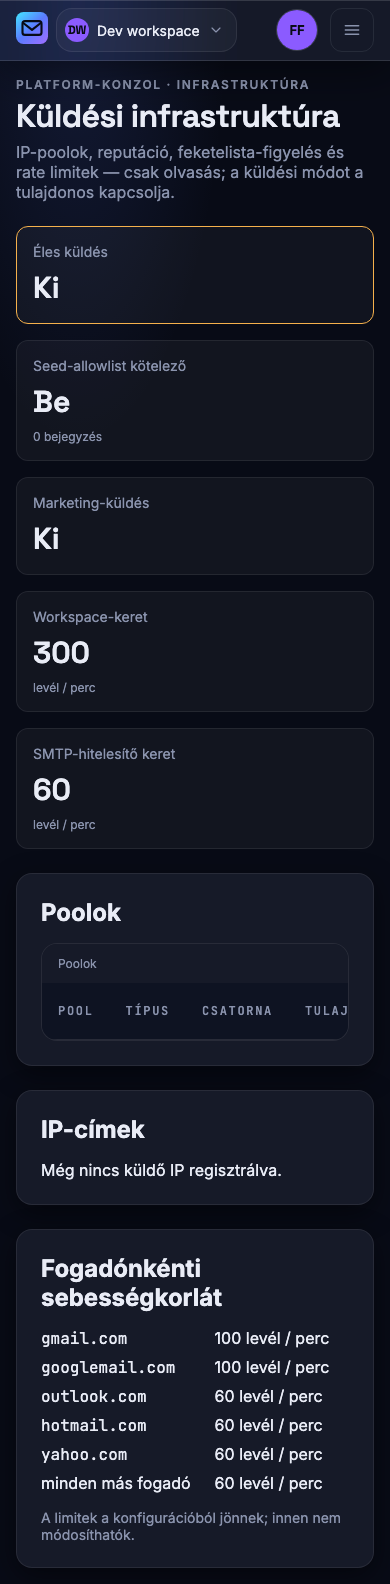 DW Dev workspace FF
PLATFORM-KONZOL · INFRASTRUKTÚRA
Küldési infrastruktúra
IP-poolok, reputáció, feketelista-figyelés és
rate limitek — csak olvasás; a küldési módot a
tulajdonos kapcsolja.
Éles küldés
Ki
Seed-allowlist kötelező
Be
0 bejegyzés
Marketing-küldés
Ki
Workspace-keret
300
levél / perc
SMTP-hitelesítő keret
60
levél / perc
Poolok
Poolok
POOL TÍPUS CSATORNA TULAJ
IP-címek
Még nincs küldő IP regisztrálva.
Fogadónkénti
sebességkorlát
gmail.com 100 levél / perc
googlemail.com 100 levél / perc
outlook.com 60 levél / perc
hotmail.com 60 levél / perc
yahoo.com 60 levél / perc
minden más fogadó 60 levél / perc
A limitek a konfigurációból jönnek; innen nem
módosíthatók.